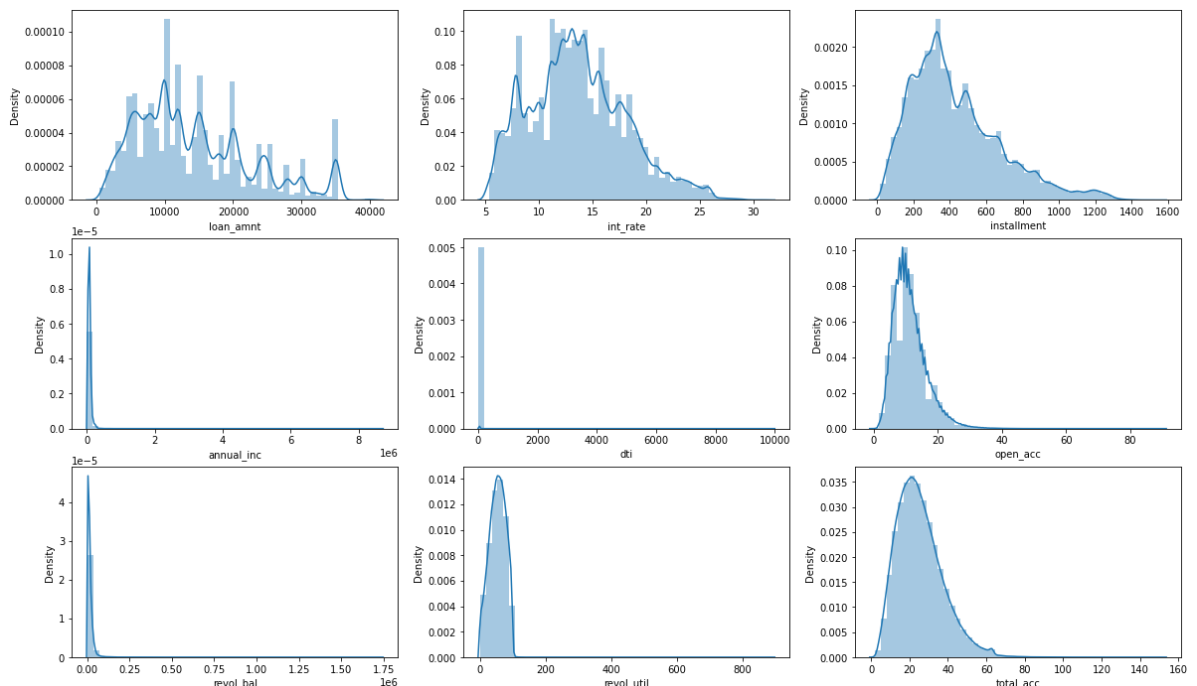 Density
0.00010
0.00008
0.00006
0.00004
0.00002
0.00000
0 10000 20000 30000 40000
loan_amnt
Density
0.10
0.08
0.06
0.04
0.02
0.00
5 10 15 20 25 30
int_rate
Density
0.0020
0.0015
0.0010
0.0005
0.0000
0 200 400 600 800 1000 1200 1400 1600
installment
1e−5
Density
1.0
0.8
0.6
0.4
0.2
0.0
0 2 4 6 8
annual_inc
1e6
Density
0.005
0.004
0.003
0.002
0.001
0.000
0 2000 4000 6000 8000 10000
dti
Density
0.10
0.08
0.06
0.04
0.02
0.00
0 20 40 60 80
open_acc
1e−5
Density
4
3
2
1
0
0.00 0.25 0.50 0.75 1.00 1.25 1.50 1.75
revol_bal
1e6
Density
0.014
0.012
0.010
0.008
0.006
0.004
0.002
0.000
0 200 400 600 800
revol_util
Density
0.035
0.030
0.025
0.020
0.015
0.010
0.005
0.000
0 20 40 60 80 100 120 140 160
total_acc